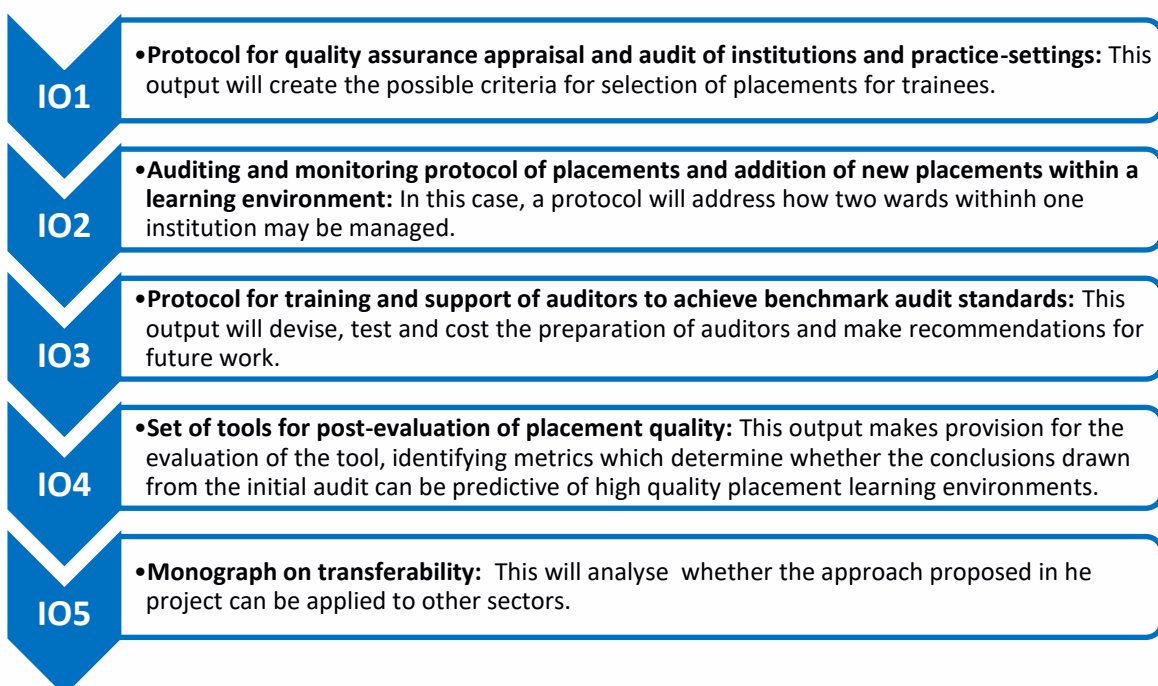 IO1
•Protocol for quality assurance appraisal and audit of institutions and practice-settings: This
output will create the possible criteria for selection of placements for trainees.
IO2
•Auditing and monitoring protocol of placements and addition of new placements within a
learning environment: In this case, a protocol will address how two wards withinh one
institution may be managed.
IO3
•Protocol for training and support of auditors to achieve benchmark audit standards: This
output will devise, test and cost the preparation of auditors and make recommendations for
future work.
IO4
•Set of tools for post-evaluation of placement quality: This output makes provision for the
evaluation of the tool, identifying metrics which determine whether the conclusions drawn
from the initial audit can be predictive of high quality placement learning environments.
IO5
•Monograph on transferability: This will analyse whether the approach proposed in he
project can be applied to other sectors.